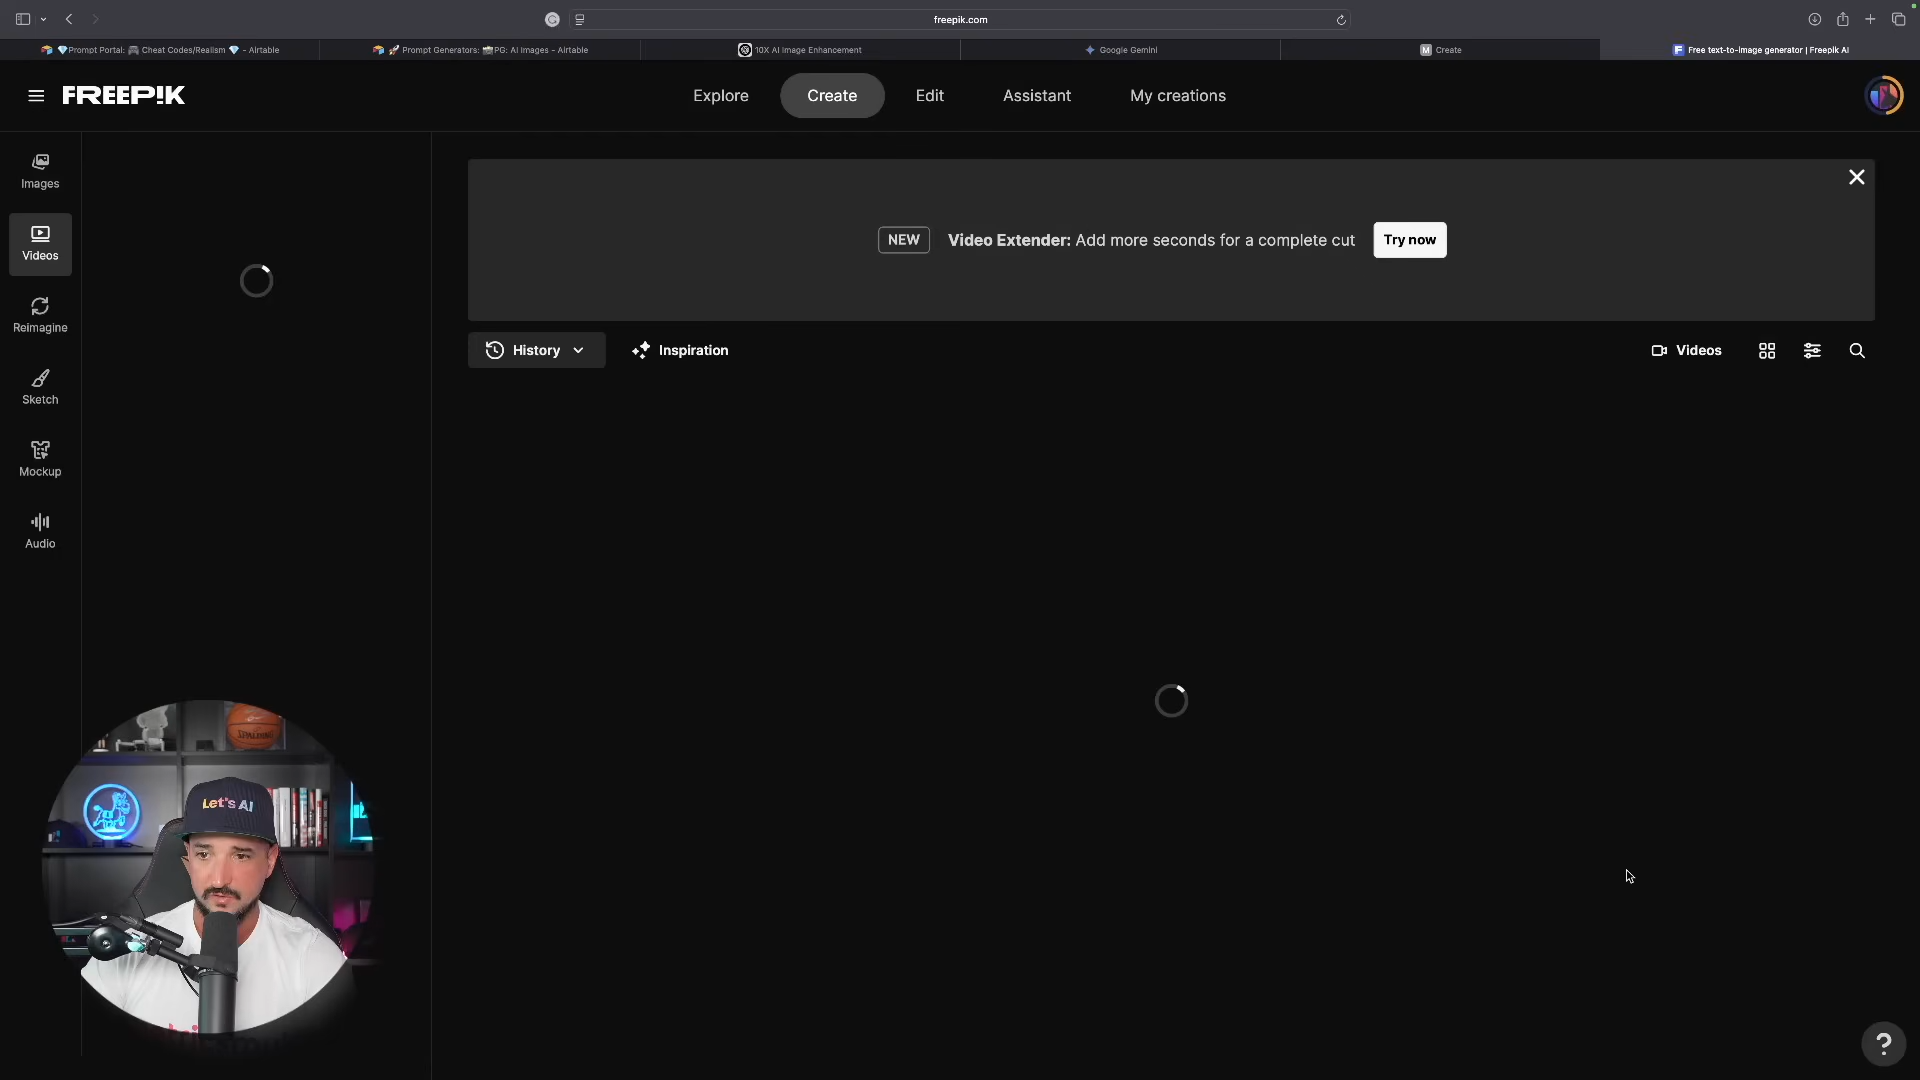 freepik.com
💎Prompt Portal: 🎮 Cheat Codes/Realism 💎 - Airtable
🚀 Prompt Generators: 📸PG: AI Images - Airtable
10X AI Image Enhancement
Google Gemini
M Create
F Free text-to-image generator | Freepik AI
FREEP!K
Explore
Create
Edit
Assistant
My creations
Images
Videos
Reimagine
Sketch
Mockup
Audio
NEW Video Extender: Add more seconds for a complete cut Try now
History
Inspiration
Videos
SPALDING
Let's AI
?